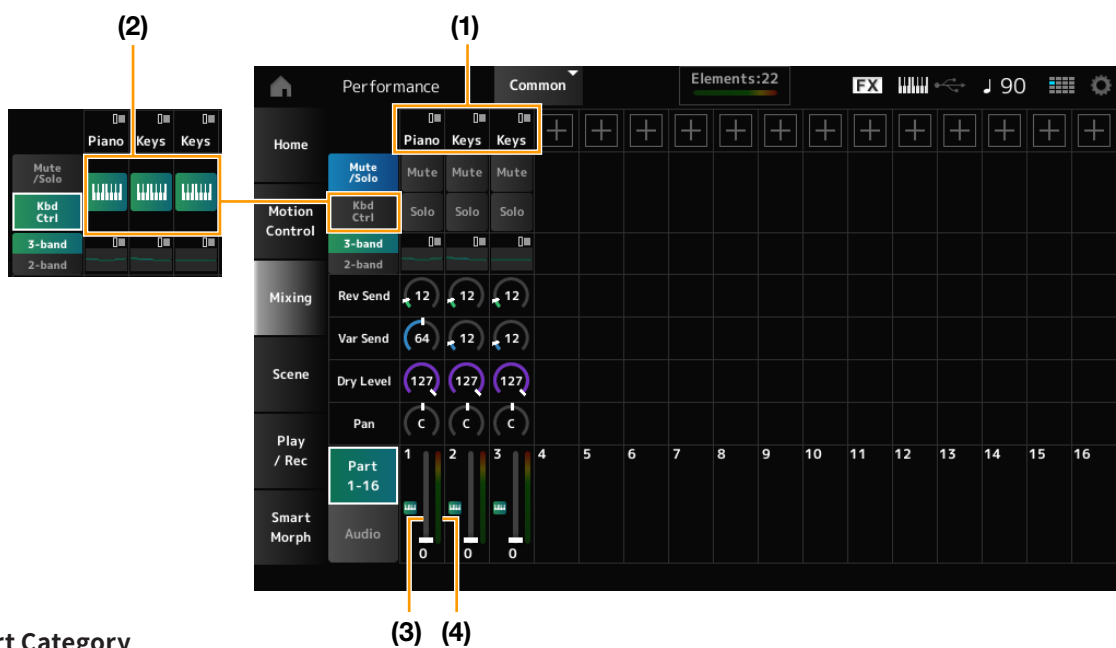 (2)
(1)
Performance Common Elements:22 FX 90
Piano Keys Keys
Mute /Solo
Kbd Ctrl
3-band
2-band
Home
Motion Control
Mixing
Scene
Play / Rec
Smart Morph
Piano Keys Keys
Mute /Solo Mute Mute Mute
Kbd Ctrl Solo Solo Solo
3-band
2-band
Rev Send 12 12 12
Var Send 64 12 12
Dry Level 127 127 127
Pan C C C
1 2 3 4 5 6 7 8 9 10 11 12 13 14 15 16
Part 1-16
Audio
0 0 0
(3) (4)